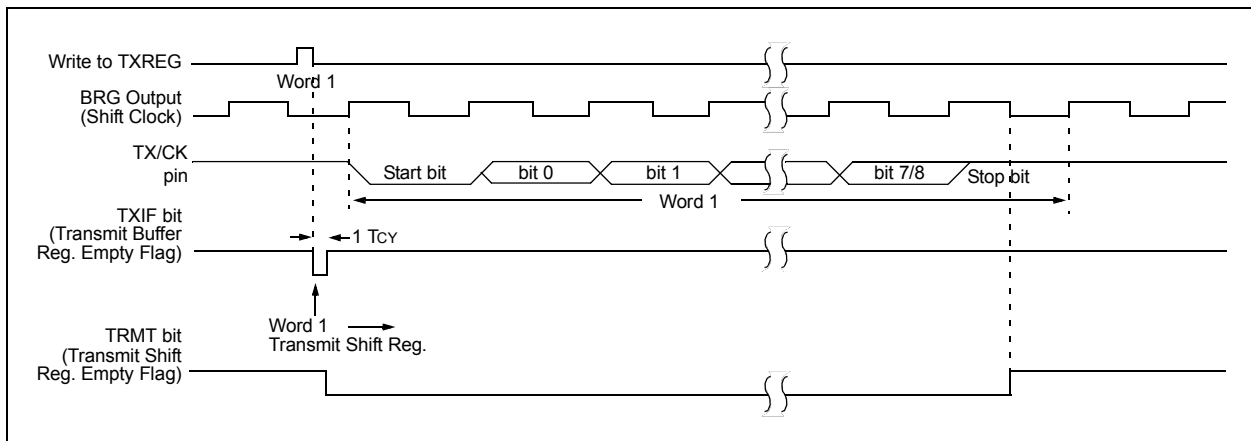 Write to TXREG
Word 1
BRG Output
(Shift Clock)
TX/CK
pin
Start bit
bit 0
bit 1
bit 7/8
Stop bit
Word 1
TXIF bit
(Transmit Buffer
Reg. Empty Flag)
1 TCY
Word 1
Transmit Shift Reg.
TRMT bit
(Transmit Shift
Reg. Empty Flag)